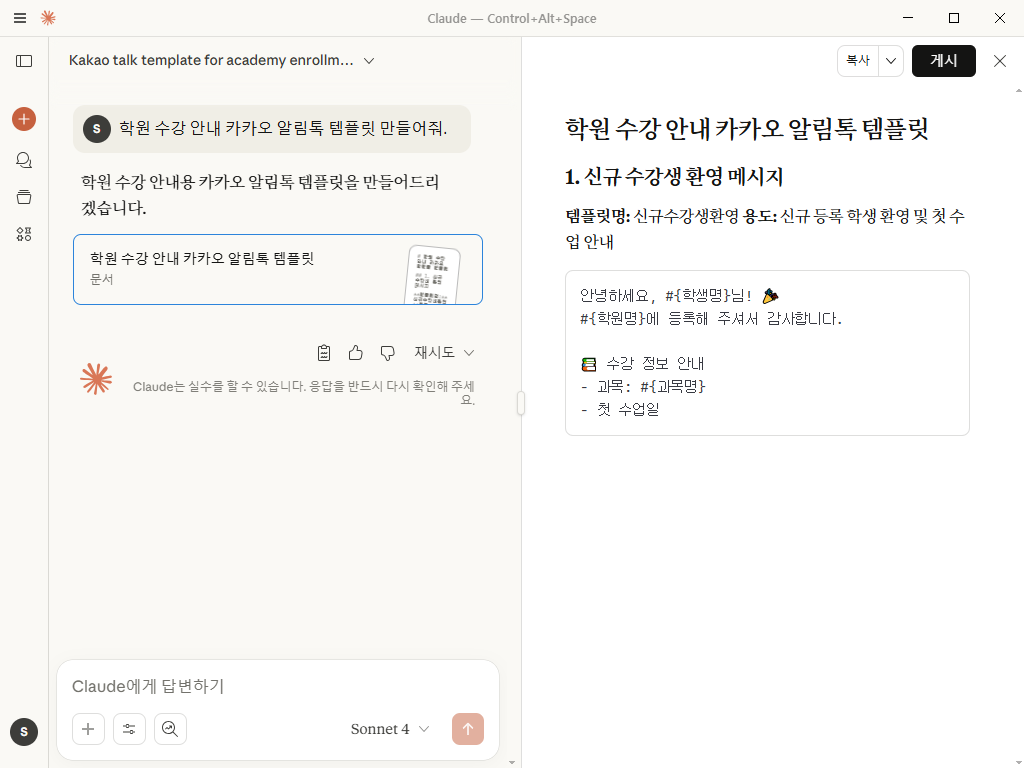 Claude — Control+Alt+Space
Kakao talk template for academy enrollm...
복사
게시
S
학원 수강 안내 카카오 알림톡 템플릿 만들어줘.
학원 수강 안내용 카카오 알림톡 템플릿을 만들어드리
겠습니다.
학원 수강 안내 카카오 알림톡 템플릿
문서
재시도
Claude는 실수를 할 수 있습니다. 응답을 반드시 다시 확인해 주세
요.
Claude에게 답변하기
Sonnet 4
S
학원 수강 안내 카카오 알림톡 템플릿
1. 신규 수강생 환영 메시지
템플릿명: 신규수강생환영 용도: 신규 등록 학생 환영 및 첫 수
업 안내
안녕하세요, #{학생명}님! 🎉
#{학원명}에 등록해 주셔서 감사합니다.
📚 수강 정보 안내
- 과목: #{과목명}
- 첫 수업일